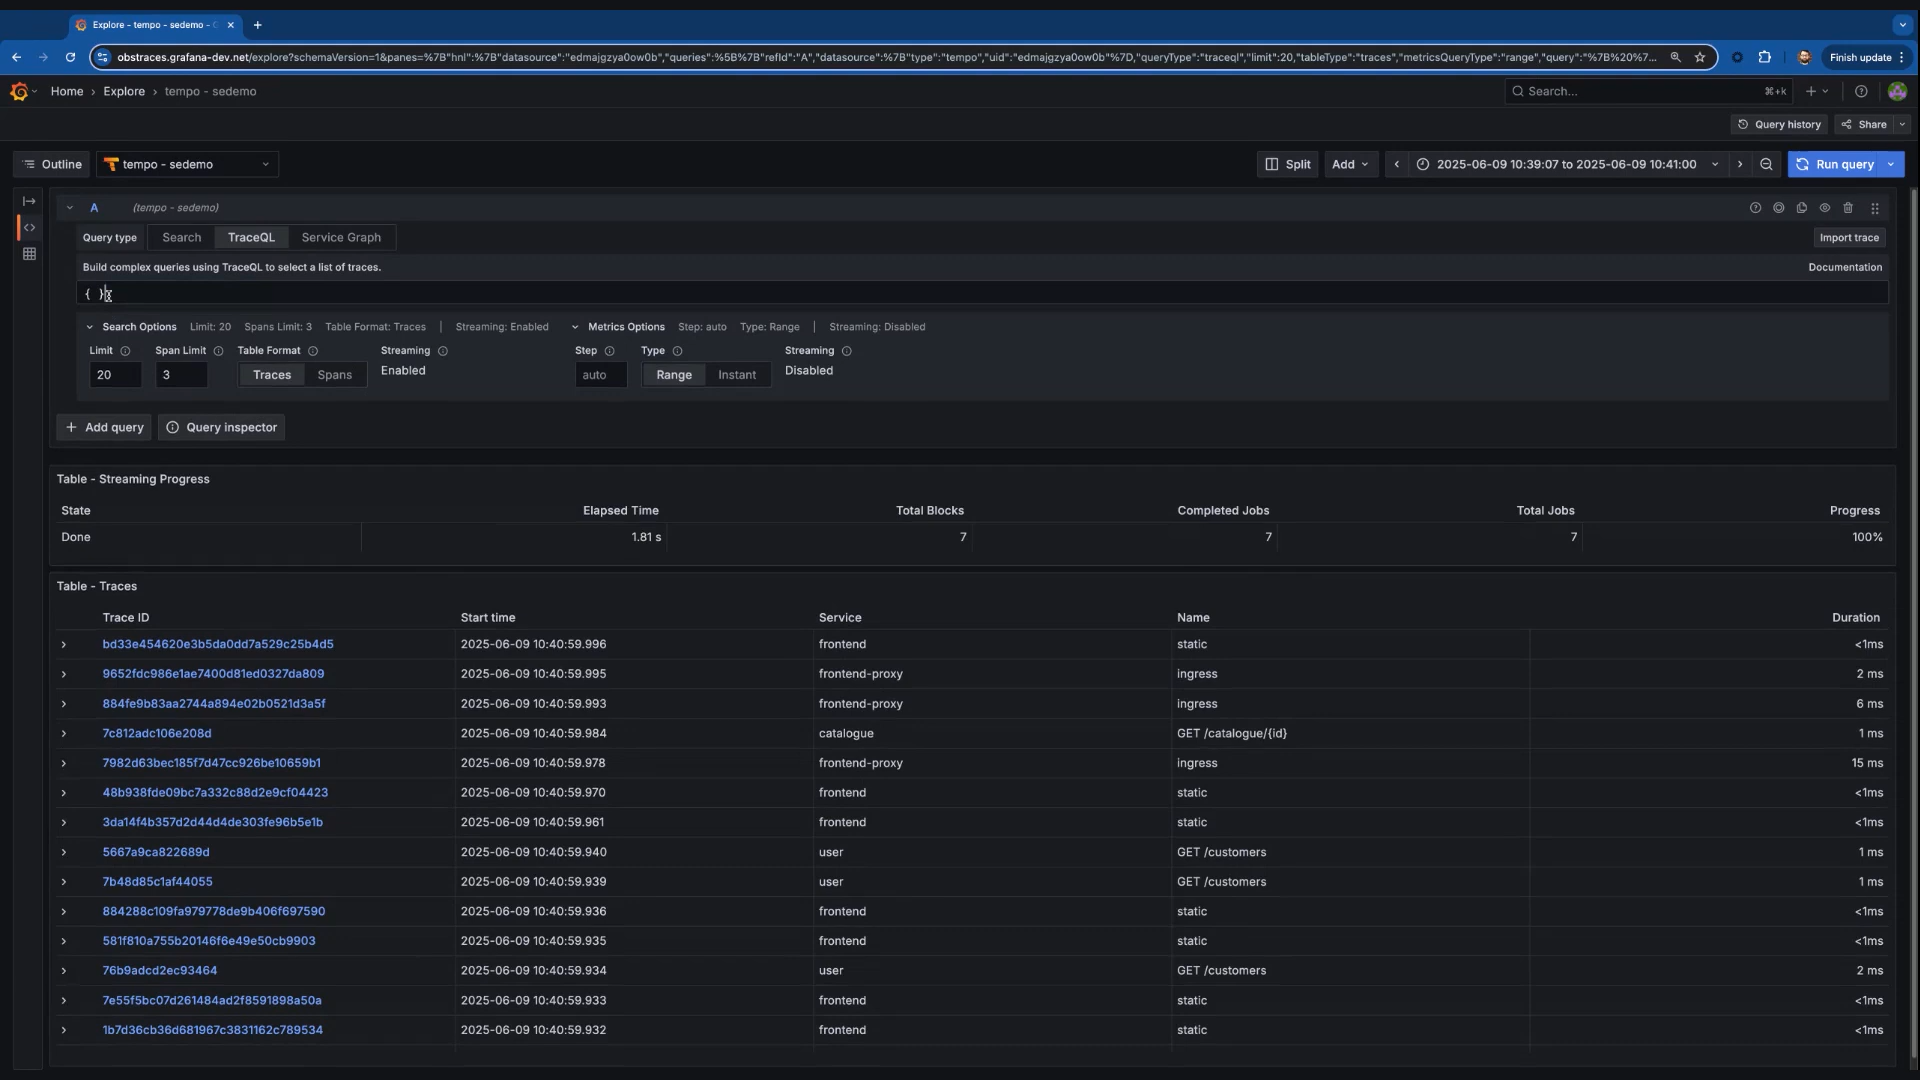 Explore - tempo - sedemo -
obstraces.grafana-dev.net/explore?schemaVersion=1&panes=%7B"hnl":%7B"datasource":"edmajgzya0ow0b","queries":%5B%7B"refId":"A","datasource":%7B"type":"tempo","uid":"edmajgzya0ow0b"%7D,"queryType":"traceql","limit":20,"tableType":"traces","metricsQueryType":"range","query":"%7B%20%7... Finish update
Home › Explore › tempo - sedemo Search... ⌘+k
Query history Share
Outline tempo - sedemo Split Add 2025-06-09 10:39:07 to 2025-06-09 10:41:00 Run query
A (tempo - sedemo)
Query type Search TraceQL Service Graph Import trace
Build complex queries using TraceQL to select a list of traces. Documentation
{ }
Search Options Limit: 20 Spans Limit: 3 Table Format: Traces | Streaming: Enabled Metrics Options Step: auto Type: Range | Streaming: Disabled
Limit Span Limit Table Format Streaming Step Type Streaming
20 3 Traces Spans Enabled auto Range Instant Disabled
+ Add query Query inspector
Table - Streaming Progress
State Elapsed Time Total Blocks Completed Jobs Total Jobs Progress
Done 1.81 s 7 7 7 100%
Table - Traces
Trace ID Start time Service Name Duration
bd33e454620e3b5da0dd7a529c25b4d5 2025-06-09 10:40:59.996 frontend static <1ms
9652fdc986e1ae7400d81ed0327da809 2025-06-09 10:40:59.995 frontend-proxy ingress 2 ms
884fe9b83aa2744a894e02b0521d3a5f 2025-06-09 10:40:59.993 frontend-proxy ingress 6 ms
7c812adc106e208d 2025-06-09 10:40:59.984 catalogue GET /catalogue/{id} 1 ms
7982d63bec185f7d47cc926be10659b1 2025-06-09 10:40:59.978 frontend-proxy ingress 15 ms
48b938fde09bc7a332c88d2e9cf04423 2025-06-09 10:40:59.970 frontend static <1ms
3da14f4b357d2d44d4de303fe96b5e1b 2025-06-09 10:40:59.961 frontend static <1ms
5667a9ca822689d 2025-06-09 10:40:59.940 user GET /customers 1 ms
7b48d85c1af44055 2025-06-09 10:40:59.939 user GET /customers 1 ms
884288c109fa979778de9b406f697590 2025-06-09 10:40:59.936 frontend static <1ms
581f810a755b20146f6e49e50cb9903 2025-06-09 10:40:59.935 frontend static <1ms
76b9adcd2ec93464 2025-06-09 10:40:59.934 user GET /customers 2 ms
7e55f5bc07d261484ad2f8591898a50a 2025-06-09 10:40:59.933 frontend static <1ms
1b7d36cb36d681967c3831162c789534 2025-06-09 10:40:59.932 frontend static <1ms